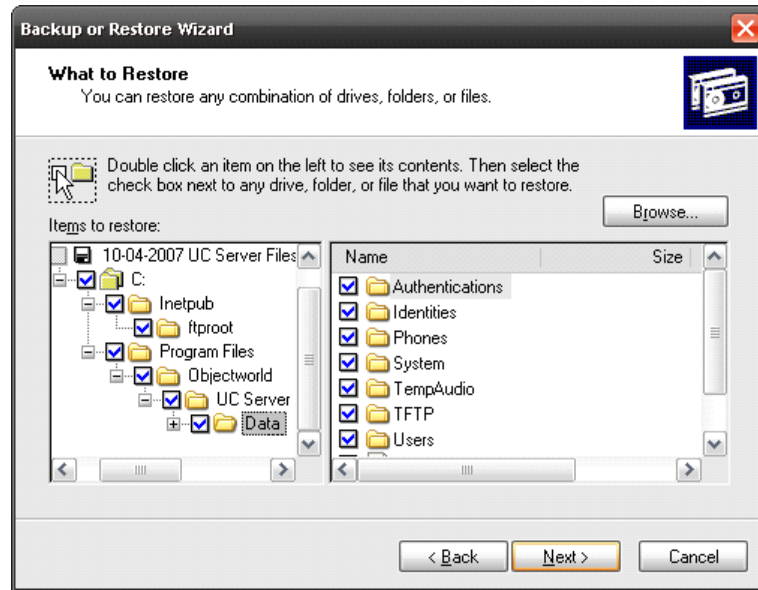 Backup or Restore Wizard
What to Restore
You can restore any combination of drives, folders, or files.
Double click an item on the left to see its contents. Then select the
check box next to any drive, folder, or file that you want to restore.
Browse...
Items to restore:
10-04-2007 UC Server Files
C:
Inetpub
ftproot
Program Files
Objectworld
UC Server
Data
Name Size
Authentications
Identities
Phones
System
TempAudio
TFTP
Users
< Back Next > Cancel